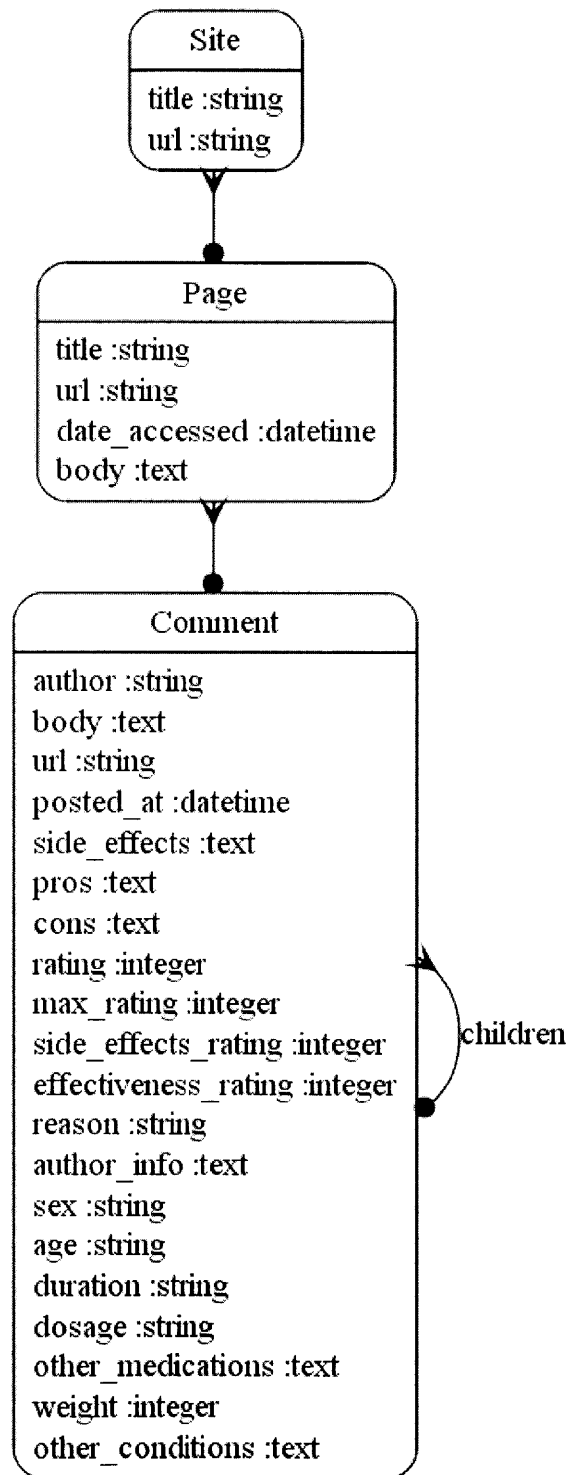 Site
title :string
url :string
Page
title :string
url :string
date_accessed :datetime
body :text
Comment
author :string
body :text
url :string
posted_at :datetime
side_effects :text
pros :text
cons :text
rating :integer
max_rating :integer
side_effects_rating :integer
effectiveness_rating :integer
reason :string
author_info :text
sex :string
age :string
duration :string
dosage :string
other_medications :text
weight :integer
other_conditions :text
children